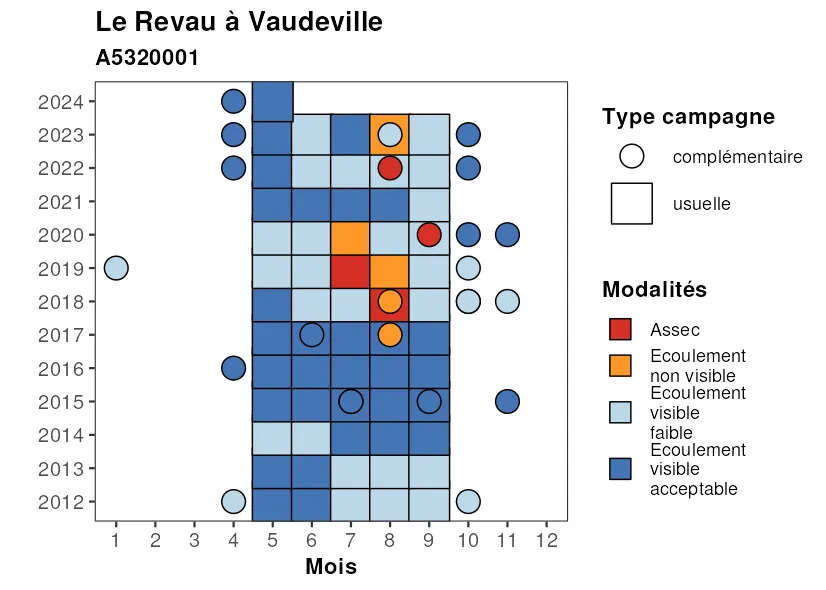 Le Revau à Vaudeville
A5320001
2024
2023
2022
2021
2020
2019
2018
2017
2016
2015
2014
2013
2012
1 2 3 4 5 6 7 8 9 10 11 12
Mois
Type campagne
complémentaire
usuelle
Modalités
Assec
Ecoulement
non visible
Ecoulement
visible
faible
Ecoulement
visible
acceptable